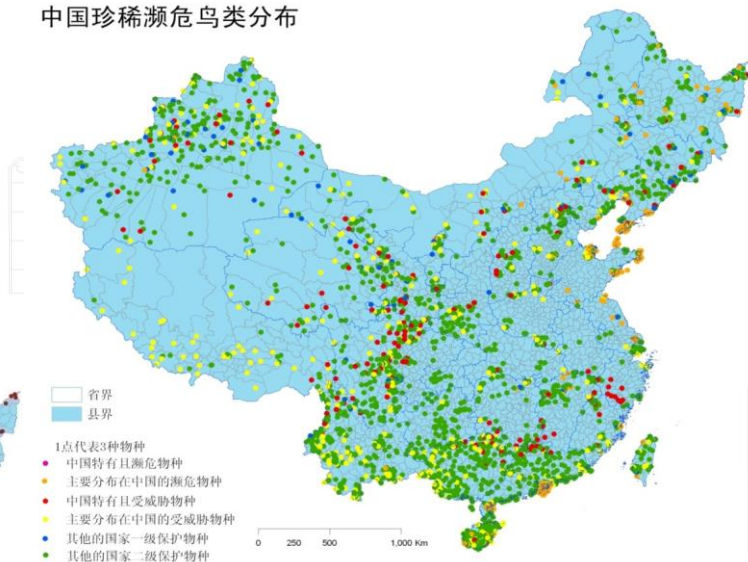 中国珍稀濒危鸟类分布
省界
县界
1点代表3种物种
中国特有且濒危物种
主要分布在中国的濒危物种
中国特有且受威胁物种
主要分布在中国的受威胁物种
其他的国家一级保护物种
其他的国家二级保护物种
0 250 500 1,000 Km